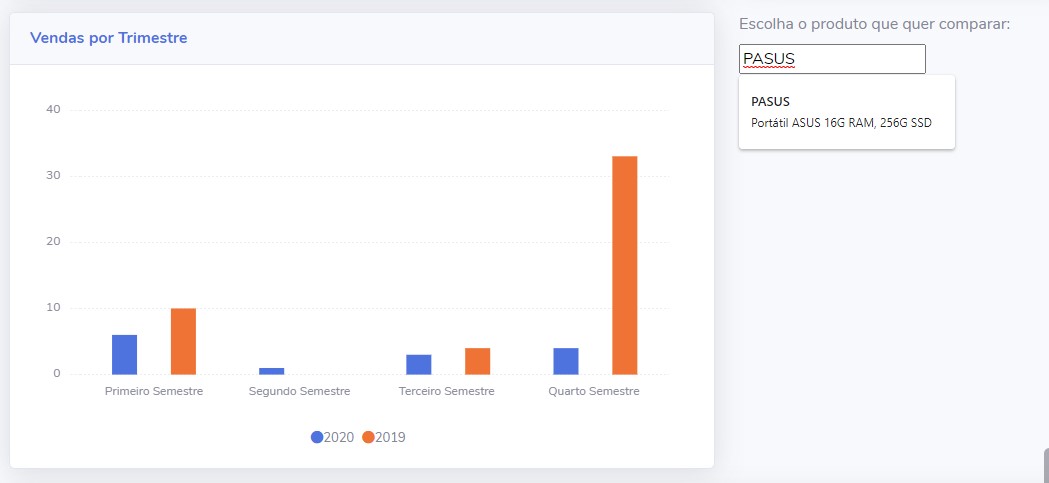 Vendas por Trimestre
40
30
20
10
0
Primeiro Semestre
Segundo Semestre
Terceiro Semestre
Quarto Semestre
2020
2019
Escolha o produto que quer comparar:
PASUS
PASUS
Portátil ASUS 16G RAM, 256G SSD